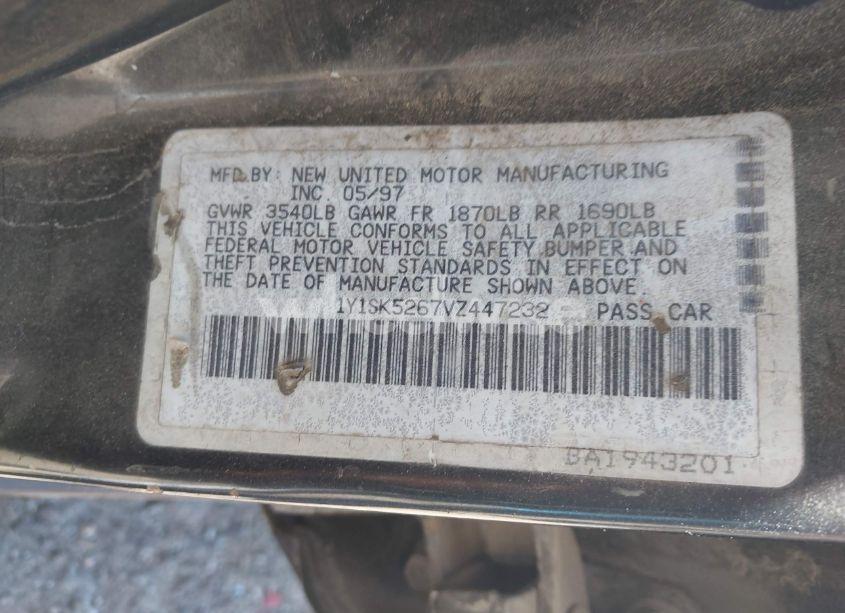 MFD BY: NEW UNITED MOTOR MANUFACTURING
INC. 05/97
GVWR 3540LB GAWR FR 1870LB RR 1690LB
THIS VEHICLE CONFORMS TO ALL APPLICABLE
FEDERAL MOTOR VEHICLE SAFETY BUMPER AND
THEFT PREVENTION STANDARDS IN EFFECT ON
THE DATE OF MANUFACTURE SHOWN ABOVE.
1Y1SK5267VZ447232 PASS CAR
BA1943201